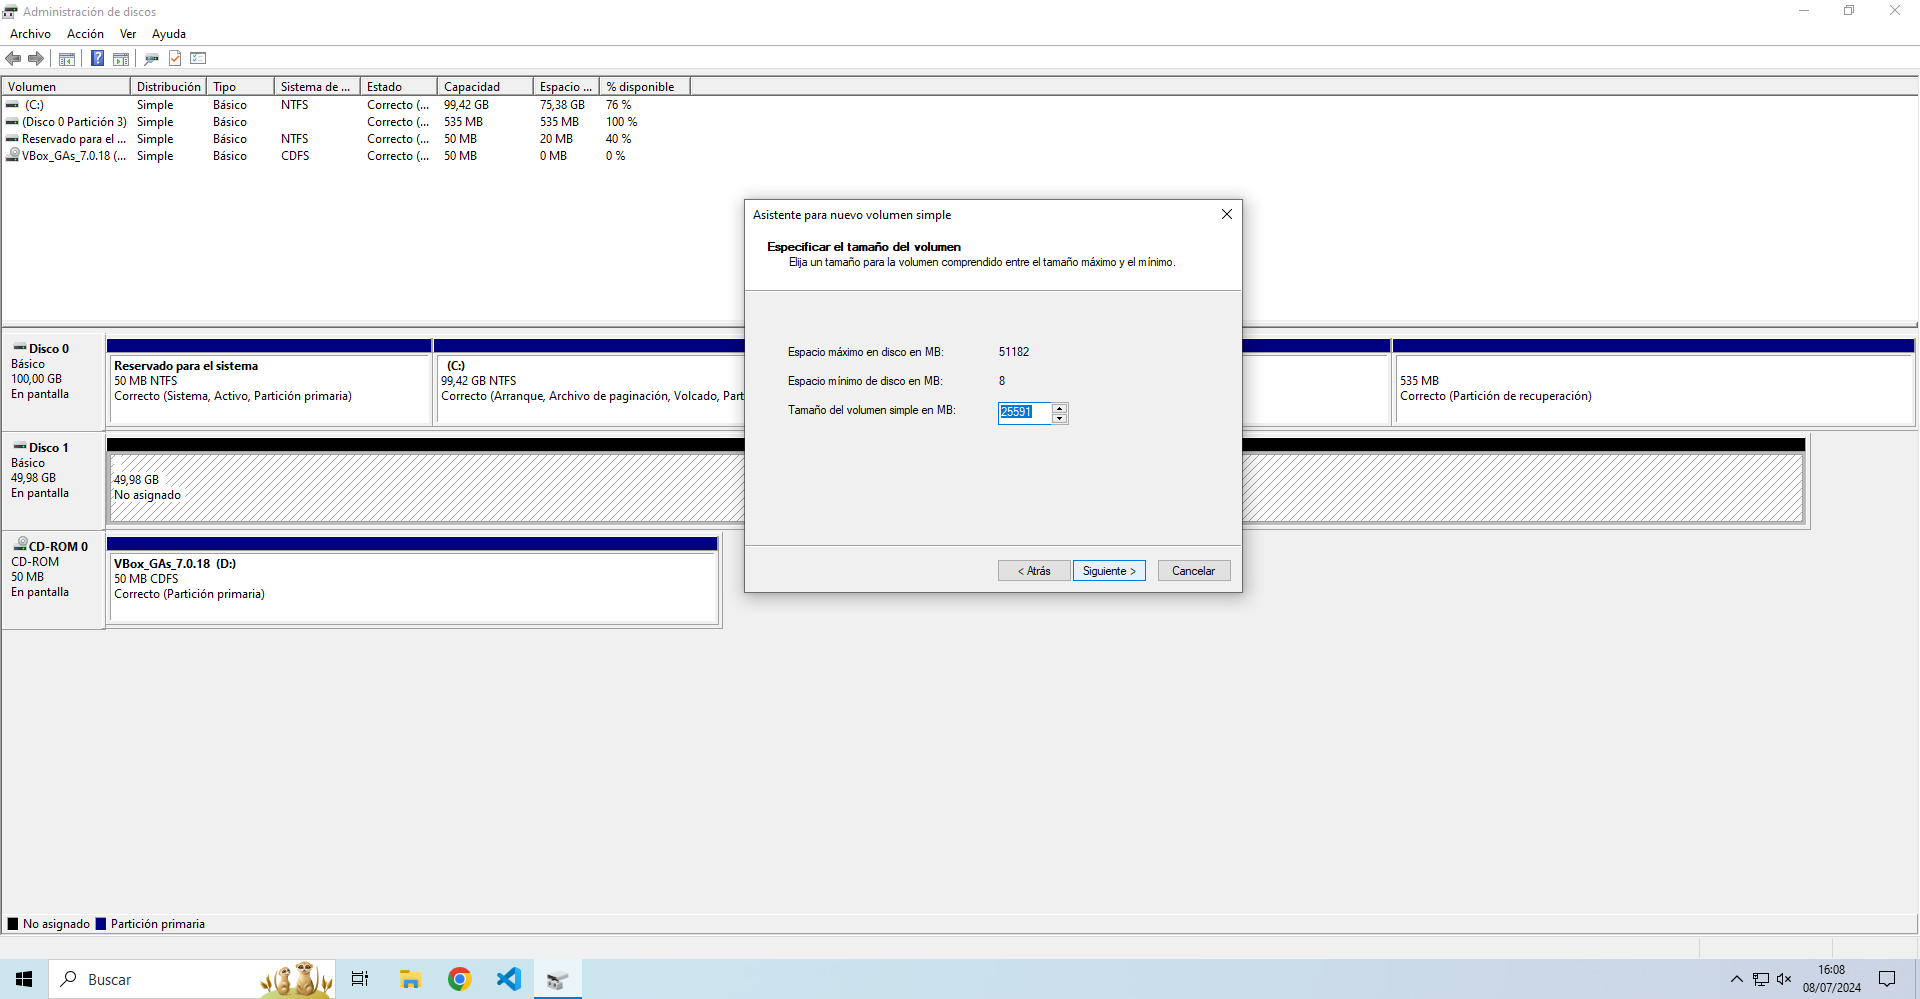 Administración de discos
Archivo Acción Ver Ayuda
Volumen Distribución Tipo Sistema de ... Estado Capacidad Espacio ... % disponible
(C:) Simple Básico NTFS Correcto (... 99,42 GB 75,38 GB 76 %
(Disco 0 Partición 3) Simple Básico Correcto (... 535 MB 535 MB 100 %
Reservado para el ... Simple Básico NTFS Correcto (... 50 MB 20 MB 40 %
VBox_GAs_7.0.18 (... Simple Básico CDFS Correcto (... 50 MB 0 MB 0 %
Asistente para nuevo volumen simple
Especificar el tamaño del volumen
Elija un tamaño para la volumen comprendido entre el tamaño máximo y el mínimo.
Espacio máximo en disco en MB: 51182
Espacio mínimo de disco en MB: 8
Tamaño del volumen simple en MB: 25591
< Atrás Siguiente > Cancelar
Disco 0
Básico
100,00 GB
En pantalla
Reservado para el sistema
50 MB NTFS
Correcto (Sistema, Activo, Partición primaria)
(C:)
99,42 GB NTFS
Correcto (Arranque, Archivo de paginación, Volcado, Part
535 MB
Correcto (Partición de recuperación)
Disco 1
Básico
49,98 GB
En pantalla
49,98 GB
No asignado
CD-ROM 0
CD-ROM
50 MB
En pantalla
VBox_GAs_7.0.18 (D:)
50 MB CDFS
Correcto (Partición primaria)
No asignado Partición primaria
Buscar
16:08
08/07/2024